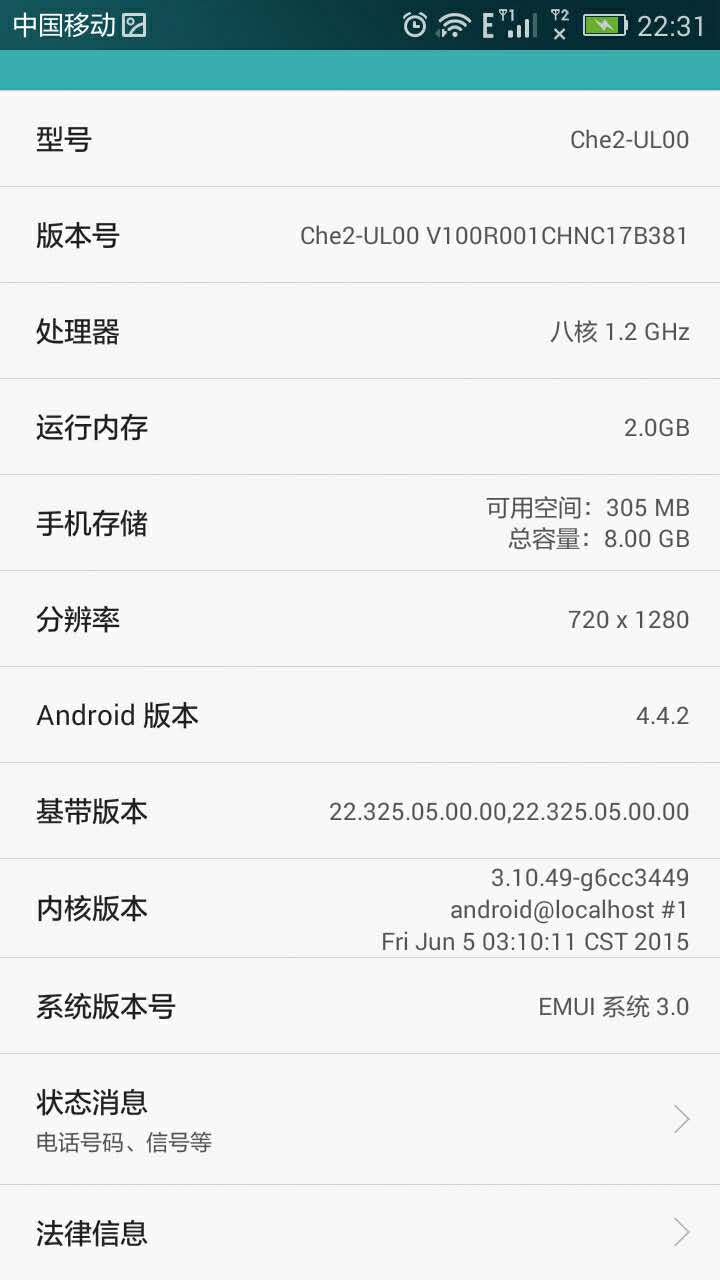 中国移动 E 1 2 22:31
型号 Che2-UL00
版本号 Che2-UL00 V100R001CHNC17B381
处理器 八核 1.2 GHz
运行内存 2.0GB
手机存储 可用空间：305 MB
总容量：8.00 GB
分辨率 720 x 1280
Android 版本 4.4.2
基带版本 22.325.05.00.00,22.325.05.00.00
内核版本 3.10.49-g6cc3449
android@localhost #1
Fri Jun 5 03:10:11 CST 2015
系统版本号 EMUI 系统 3.0
状态消息
电话号码、信号等
法律信息